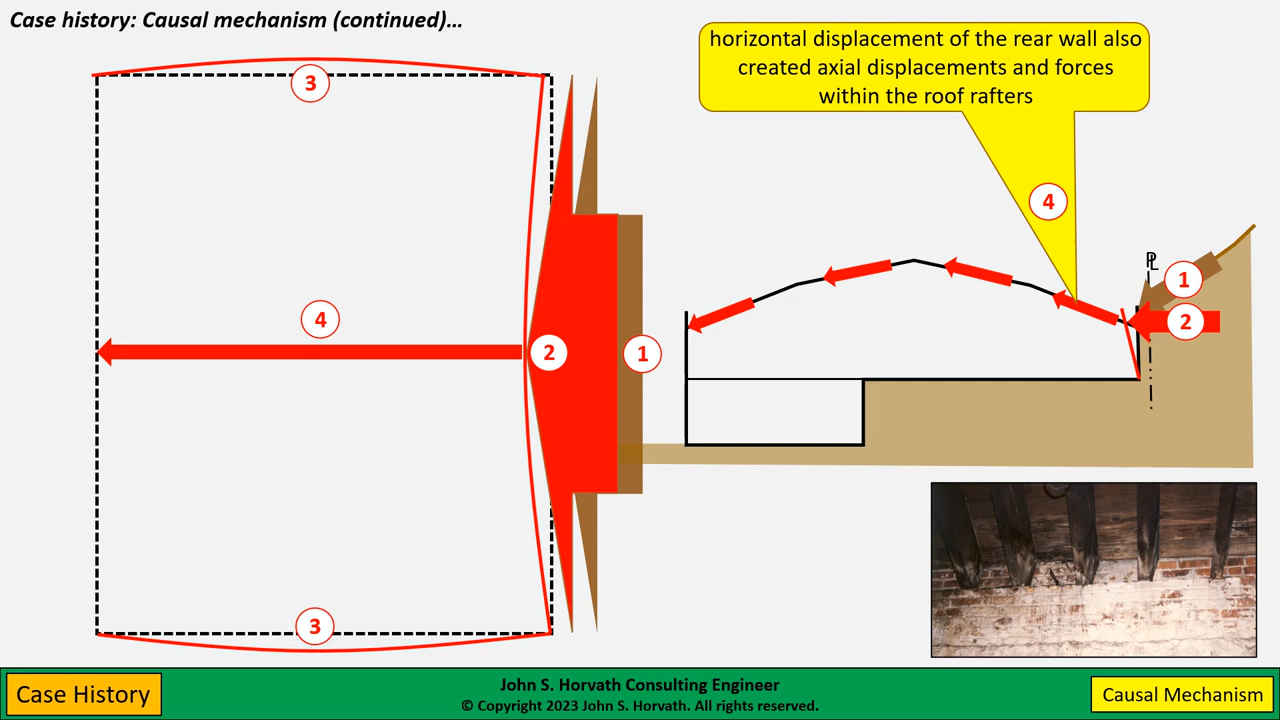 Case history: Causal mechanism (continued)…
horizontal displacement of the rear wall also
created axial displacements and forces
within the roof rafters
3
4
PL
1
2
4
2
1
3
Case History
John S. Horvath Consulting Engineer
© Copyright 2023 John S. Horvath. All rights reserved.
Causal Mechanism